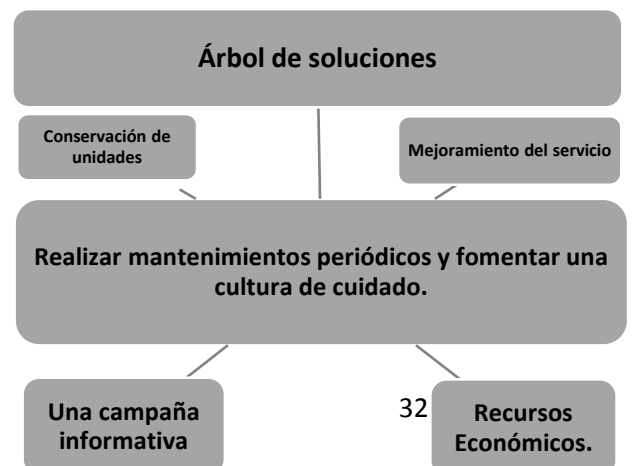 Árbol de soluciones
Conservación de
unidades
Mejoramiento del servicio
Realizar mantenimientos periódicos y fomentar una
cultura de cuidado.
Una campaña
informativa
32
Recursos
Económicos.